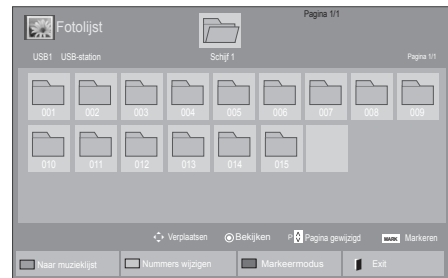 Pagina 1/1
Fotolijst
USB1 USB-station Schijf 1 Pagina 1/1
001 002 003 004 005 006 007 008 009
010 011 012 013 014 015
Verplaatsen Bekijken P Pagina gewijzigd MARK Markeren
Naar muzieklijst Nummers wijzigen Markeermodus Exit